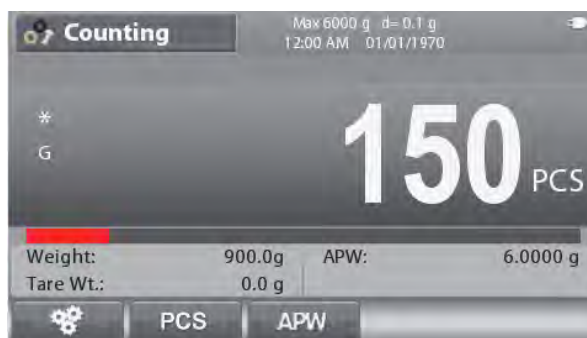 Counting
Max 6000 g d= 0.1 g
12:00 AM 01/01/1970
*
G
150 PCS
Weight: 900.0g APW: 6.0000 g
Tare Wt.: 0.0 g
PCS APW